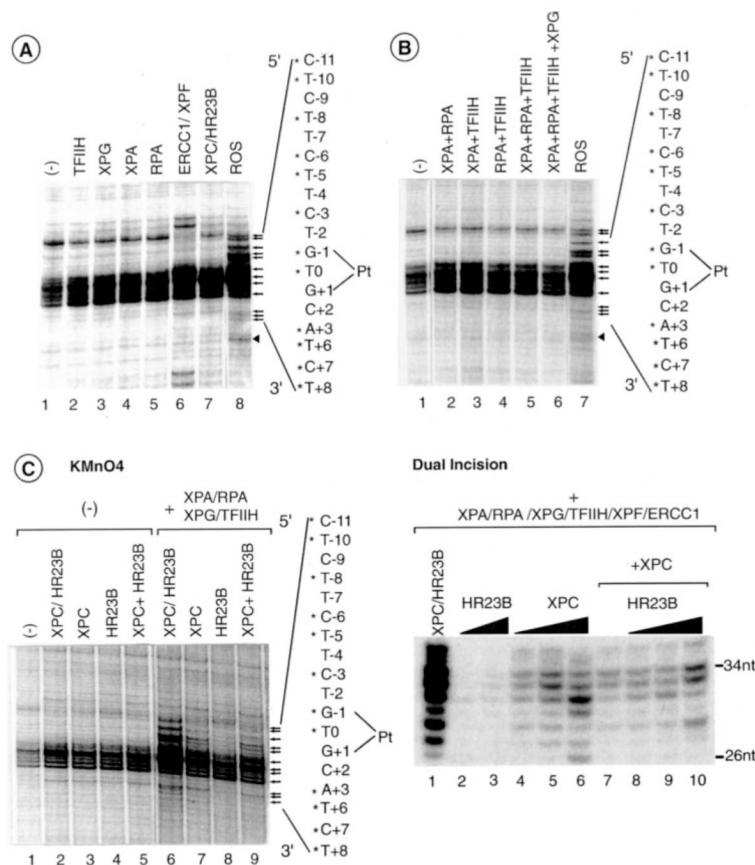 A
5'
(-)
TFIIH
XPG
XPA
RPA
ERCC1/ XPF
XPC/HR23B
ROS
* C-11
* T-10
C-9
* T-8
T-7
* C-6
* T-5
T-4
* C-3
T-2
* G-1
* T0
G+1
C+2
* A+3
* T+6
* C+7
* T+8
Pt
3'
1 2 3 4 5 6 7 8
B
5'
(-)
XPA+RPA
XPA+TFIIH
RPA+TFIIH
XPA+RPA+TFIIH
XPA+RPA+TFIIH +XPG
ROS
* C-11
* T-10
C-9
* T-8
T-7
* C-6
* T-5
T-4
* C-3
T-2
* G-1
* T0
G+1
C+2
* A+3
* T+6
* C+7
* T+8
Pt
3'
1 2 3 4 5 6 7
C
KMnO4
(-)
+
XPA/RPA
XPG/TFIIH
5'
(-)
XPC/ HR23B
XPC
HR23B
XPC+ HR23B
XPC/ HR23B
XPC
HR23B
XPC+ HR23B
* C-11
* T-10
C-9
* T-8
T-7
* C-6
* T-5
T-4
* C-3
T-2
* G-1
* T0
G+1
C+2
* A+3
* T+6
* C+7
* T+8
Pt
3'
1 2 3 4 5 6 7 8 9
Dual Incision
+
XPA/RPA /XPG/TFIIH/XPF/ERCC1
XPC/HR23B
HR23B
XPC
+XPC
HR23B
34nt
26nt
1 2 3 4 5 6 7 8 9 10